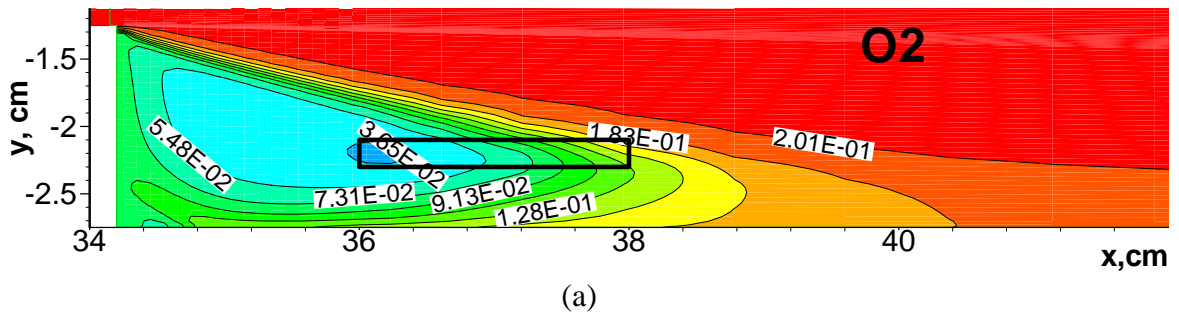 O2
-1.5
y, cm
-2
-2.5
5.48E-02
3.65E-02
1.83E-01
2.01E-01
7.31E-02
9.13E-02
1.28E-01
34
36
38
40
x,cm
(a)